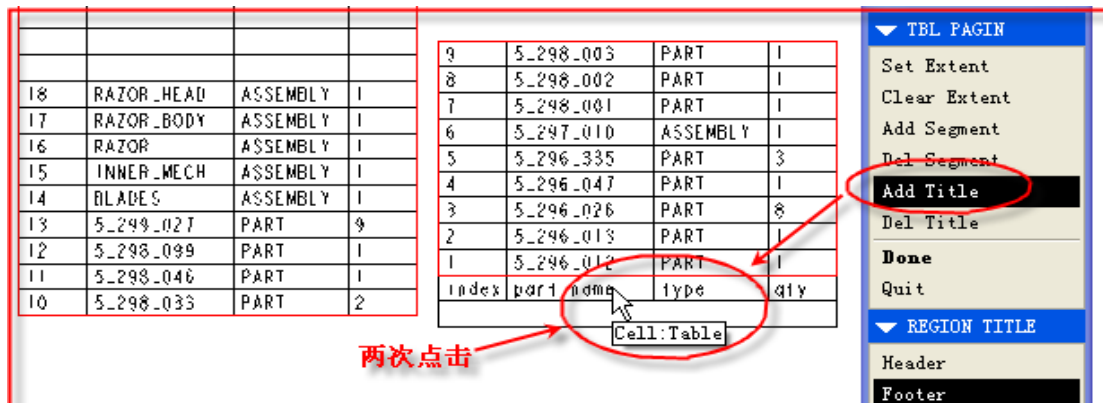 18 RAZOR_HEAD ASSEMBLY 1
17 RAZOR_BODY ASSEMBLY 1
16 RAZOR ASSEMBLY 1
15 INNER_MECH ASSEMBLY 1
14 BLADES ASSEMBLY 1
13 5_299_027 PART 9
12 5_298_099 PART 1
11 5_298_046 PART 1
10 5_298_033 PART 2
9 5_298_003 PART 1
8 5_298_002 PART 1
7 5_298_001 PART 1
6 5_297_010 ASSEMBLY 1
5 5_296_335 PART 3
4 5_296_047 PART 1
3 5_296_026 PART 8
2 5_296_013 PART 1
1 5_296_012 PART 1
index part_name type qty
Cell:Table
两次点击
TBL PAGIN
Set Extent
Clear Extent
Add Segment
Del Segment
Add Title
Del Title
Done
Quit
REGION TITLE
Header
Footer